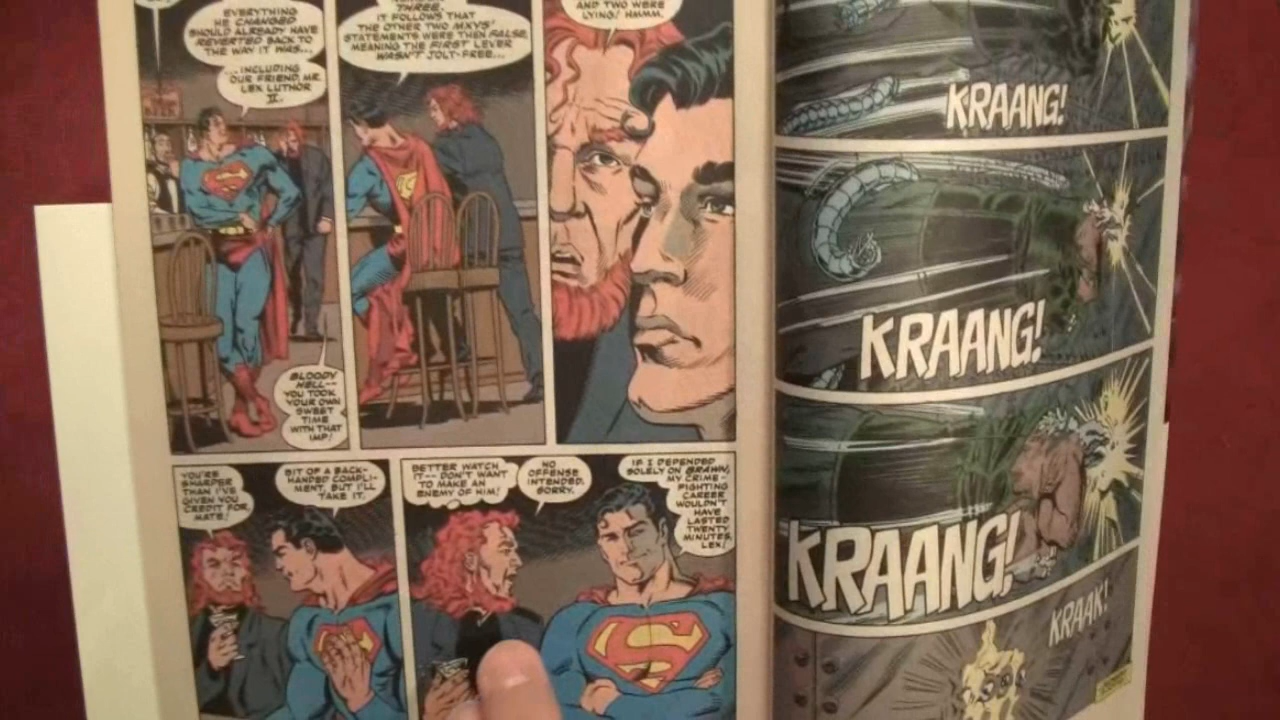 EVERYTHING
HE CHANGED
SHOULD ALREADY HAVE
REVERTED BACK TO
THE WAY IT WAS...
...INCLUDING
OUR FRIEND, MR.
LEX LUTHOR
II.
BLOODY
HELL--
YOU TOOK
YOUR OWN
SWEET
TIME
WITH THAT
IMP!
THREE.
IT FOLLOWS THAT
THE OTHER TWO MXYS'
STATEMENTS WERE THEN FALSE,
MEANING THE FIRST LEVER
WASN'T JOLT-FREE...
AND TWO WERE
LYING! HMMM.
YOU'RE
SHARPER
THAN I'VE
GIVEN YOU
CREDIT FOR,
MATE!
BIT OF A BACK-
HANDED COMPLI-
MENT, BUT I'LL
TAKE IT.
BETTER WATCH
IT-- DON'T WANT
TO MAKE AN
ENEMY OF HIM!
NO
OFFENSE
INTENDED,
SORRY.
IF I DEPENDED
SOLELY ON BRAWN,
MY CRIME-
FIGHTING
CAREER
WOULDN'T
HAVE
LASTED
TWENTY
MINUTES,
LEX!
KRAANG!
KRAANG!
KRAANG!
KRAAK!